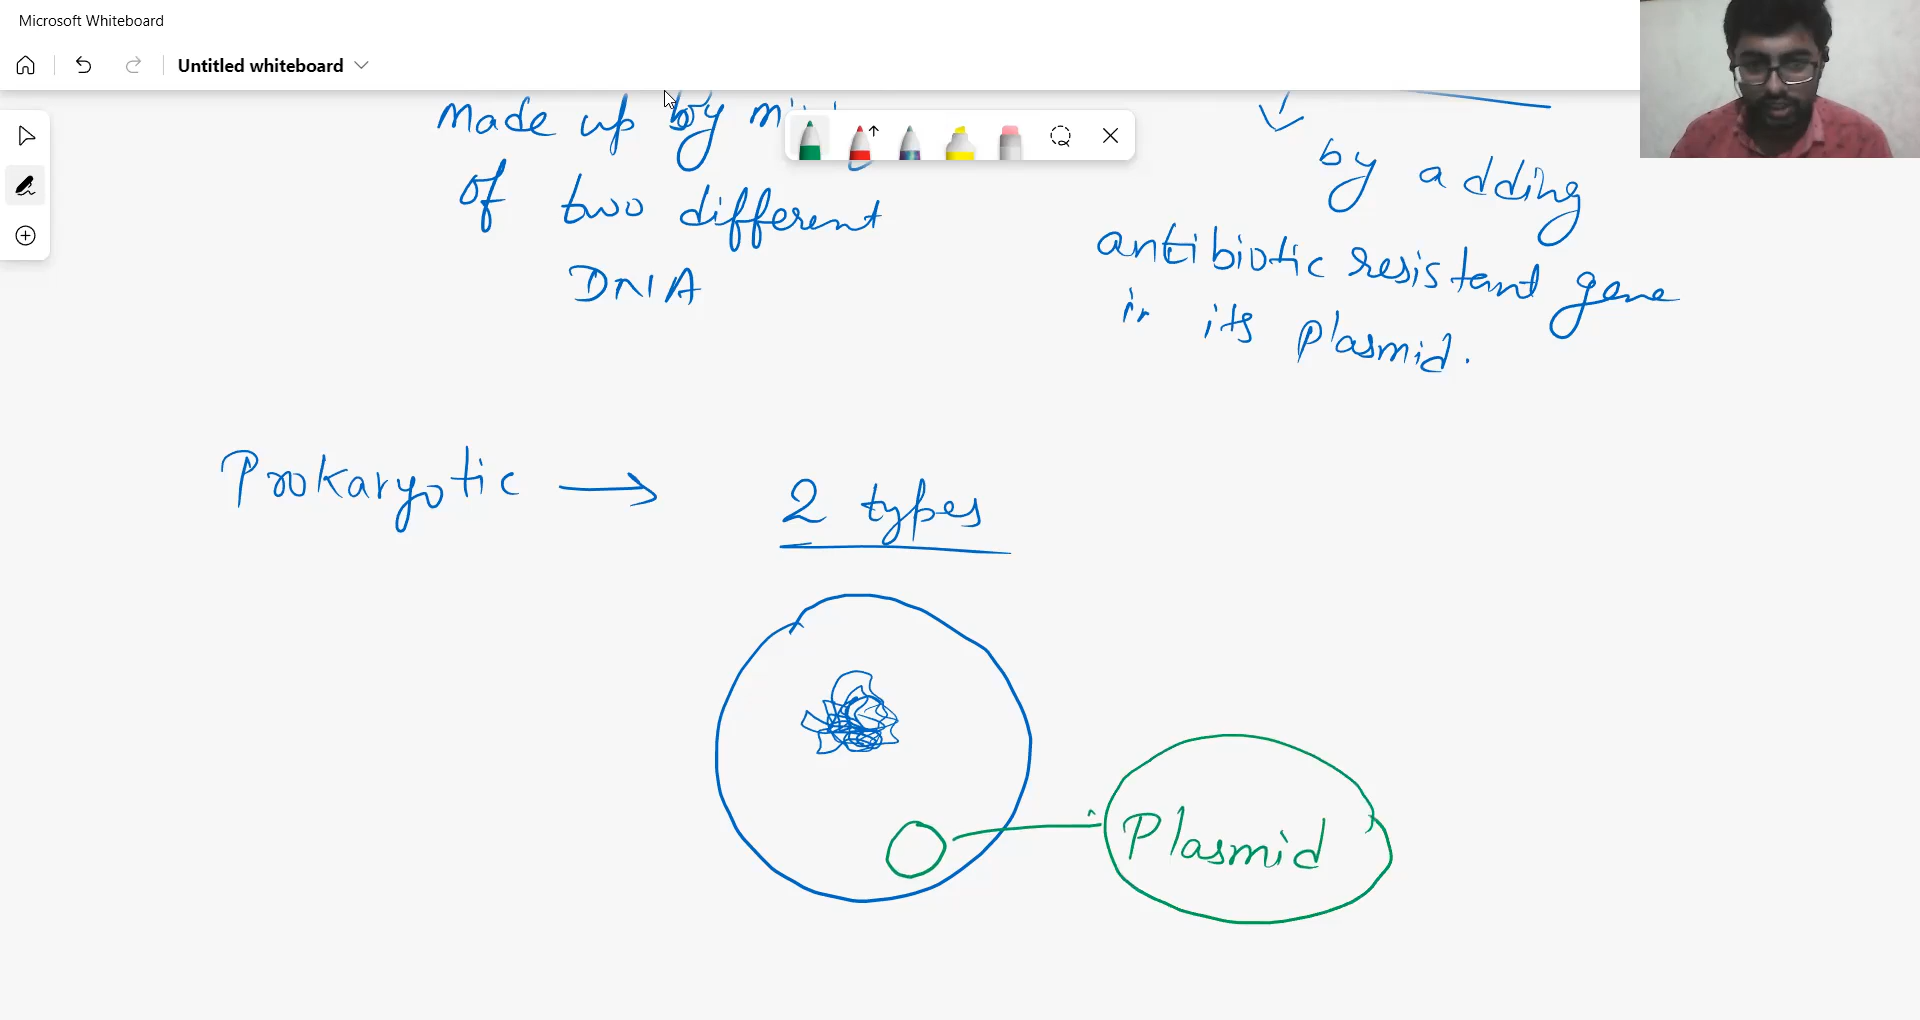 Microsoft Whiteboard
Untitled whiteboard
made up by
of two different
DNA
by adding
antibiotic resistant gene
in its plasmid.
Prokaryotic → 2 types
Plasmid